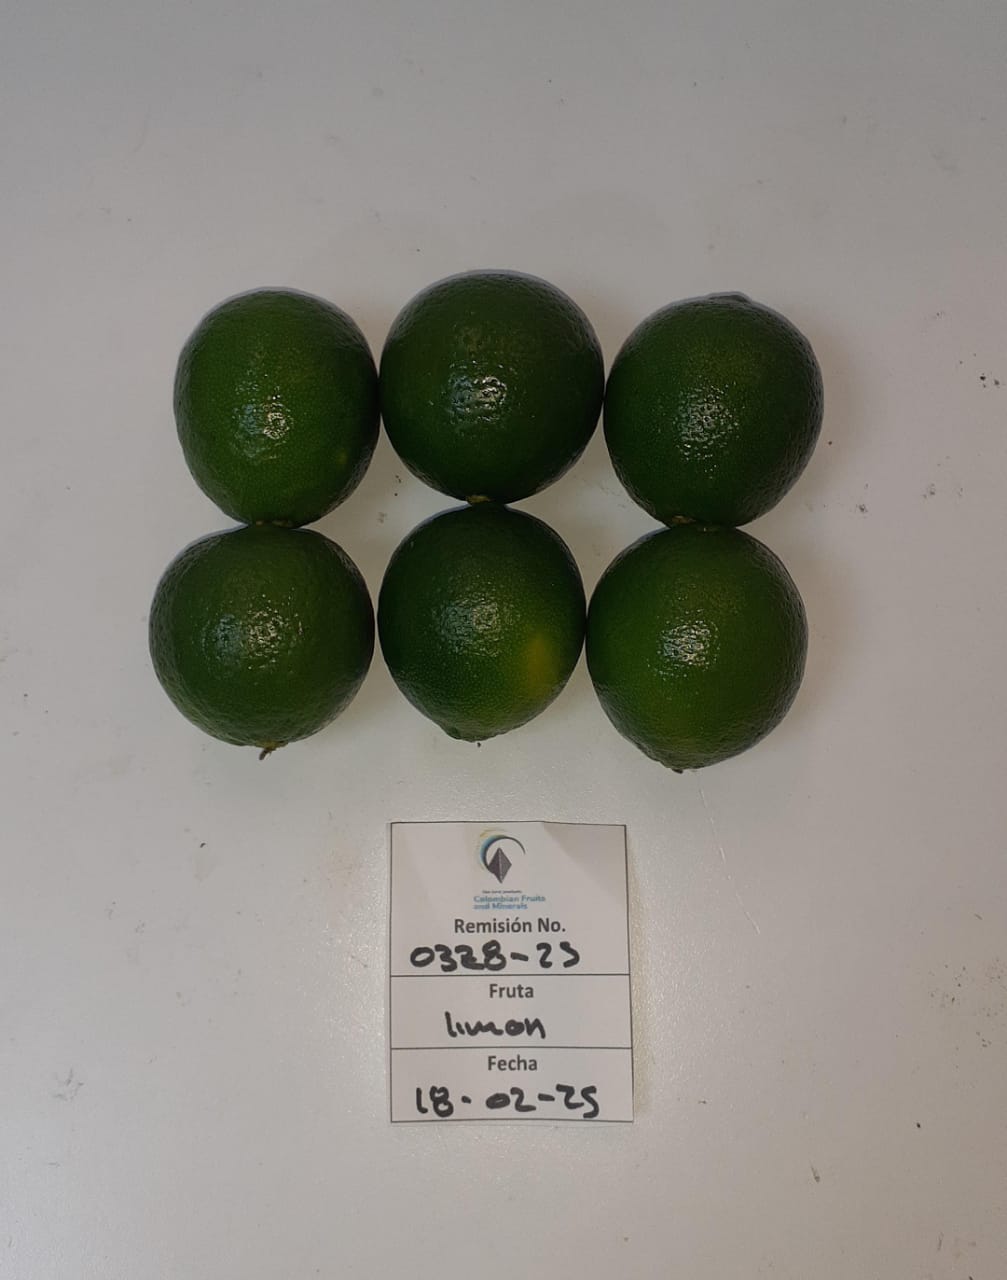 Colombian Fruits
and Minerals
Remisión No.
0328-25
Fruta
limon
Fecha
18-02-25